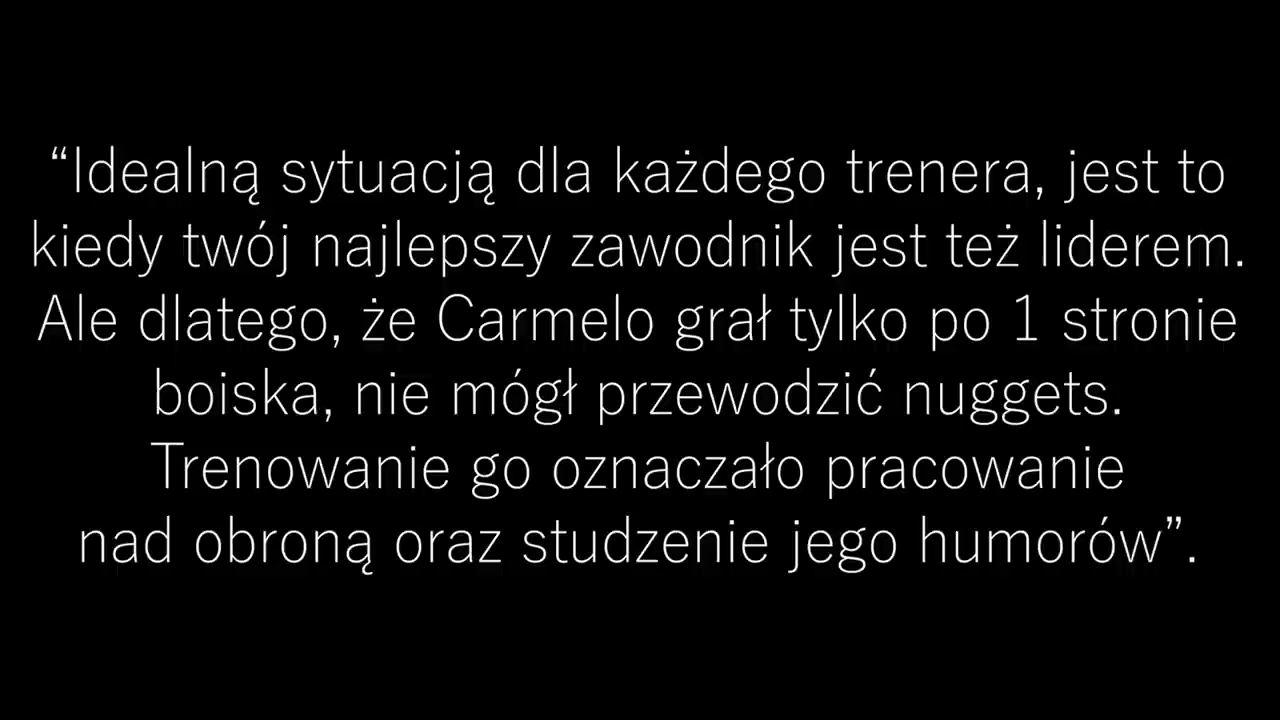 “Idealną sytuacją dla każdego trenera, jest to
kiedy twój najlepszy zawodnik jest też liderem.
Ale dlatego, że Carmelo grał tylko po 1 stronie
boiska, nie mógł przewodzić nuggets.
Trenowanie go oznaczało pracowanie
nad obroną oraz studzenie jego humorów”.